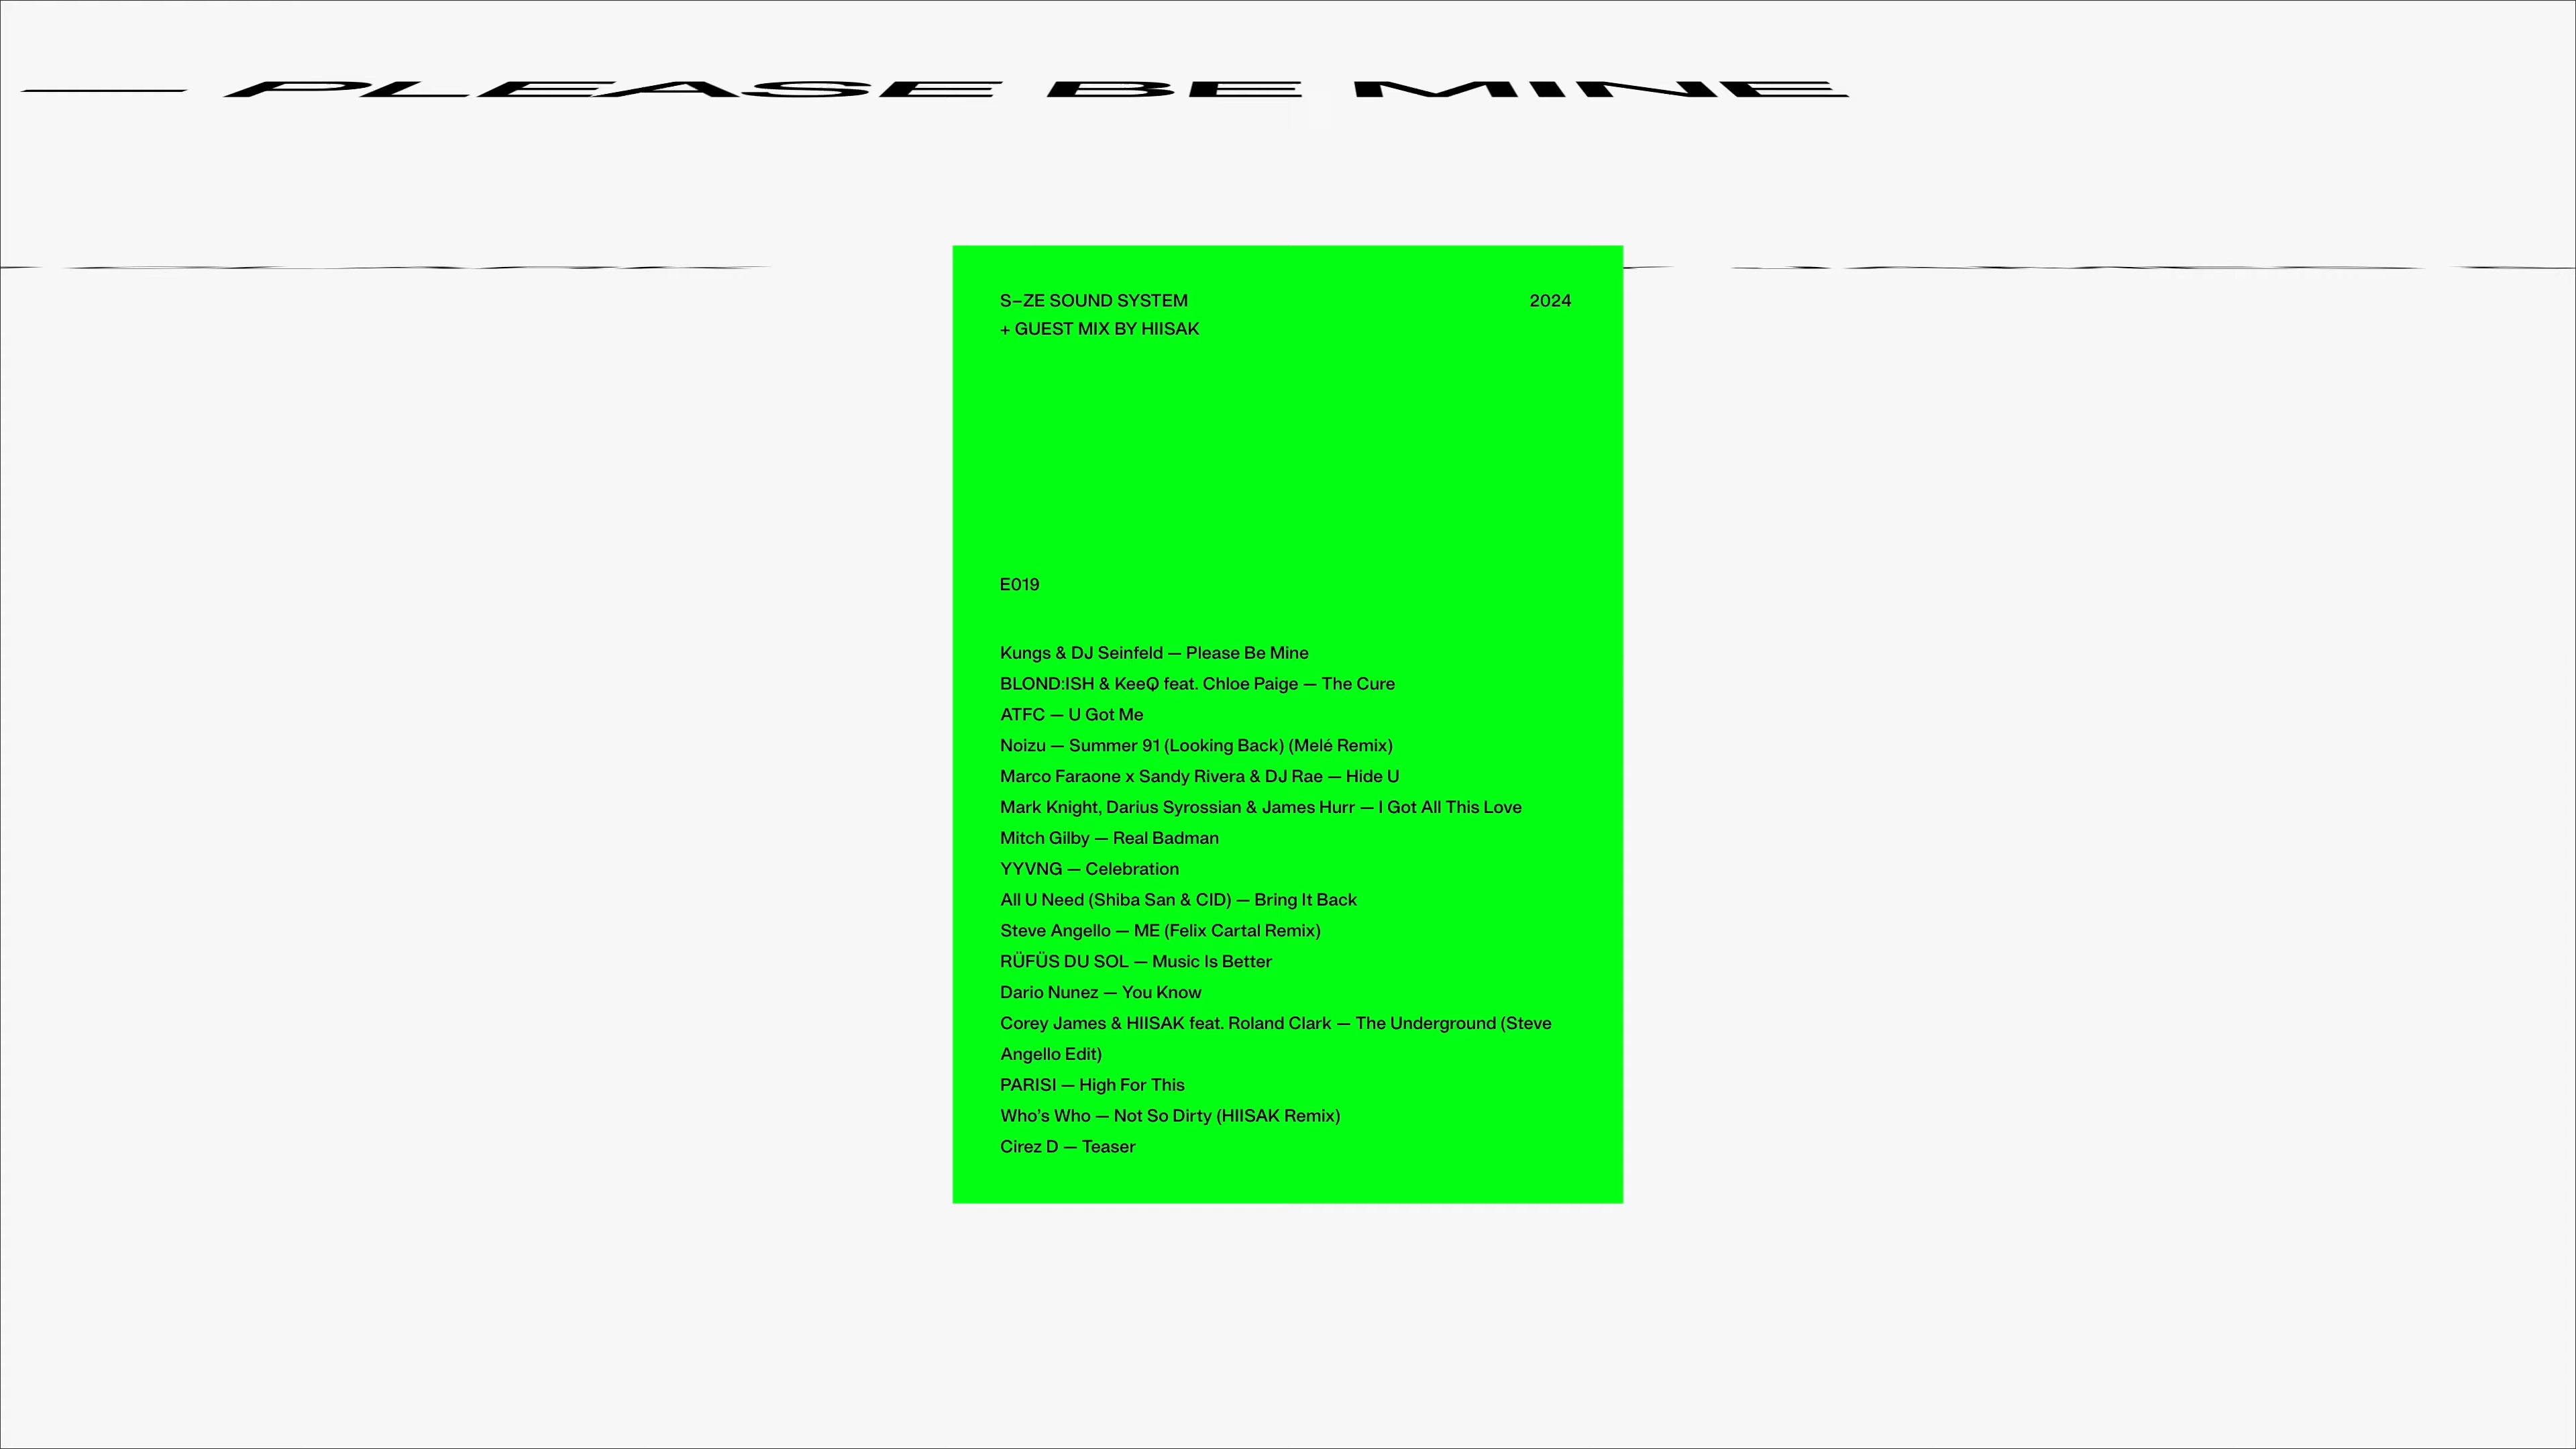 — PLEASE BE MINE
S–ZE SOUND SYSTEM
2024
+ GUEST MIX BY HIISAK
E019
Kungs & DJ Seinfeld — Please Be Mine
BLOND:ISH & KeeQ feat. Chloe Paige — The Cure
ATFC — U Got Me
Noizu — Summer 91 (Looking Back) (Melé Remix)
Marco Faraone x Sandy Rivera & DJ Rae — Hide U
Mark Knight, Darius Syrossian & James Hurr — I Got All This Love
Mitch Gilby — Real Badman
YYVNG — Celebration
All U Need (Shiba San & CID) — Bring It Back
Steve Angello — ME (Felix Cartal Remix)
RÜFÜS DU SOL — Music Is Better
Dario Nunez — You Know
Corey James & HIISAK feat. Roland Clark — The Underground (Steve
Angello Edit)
PARISI — High For This
Who’s Who — Not So Dirty (HIISAK Remix)
Cirez D — Teaser